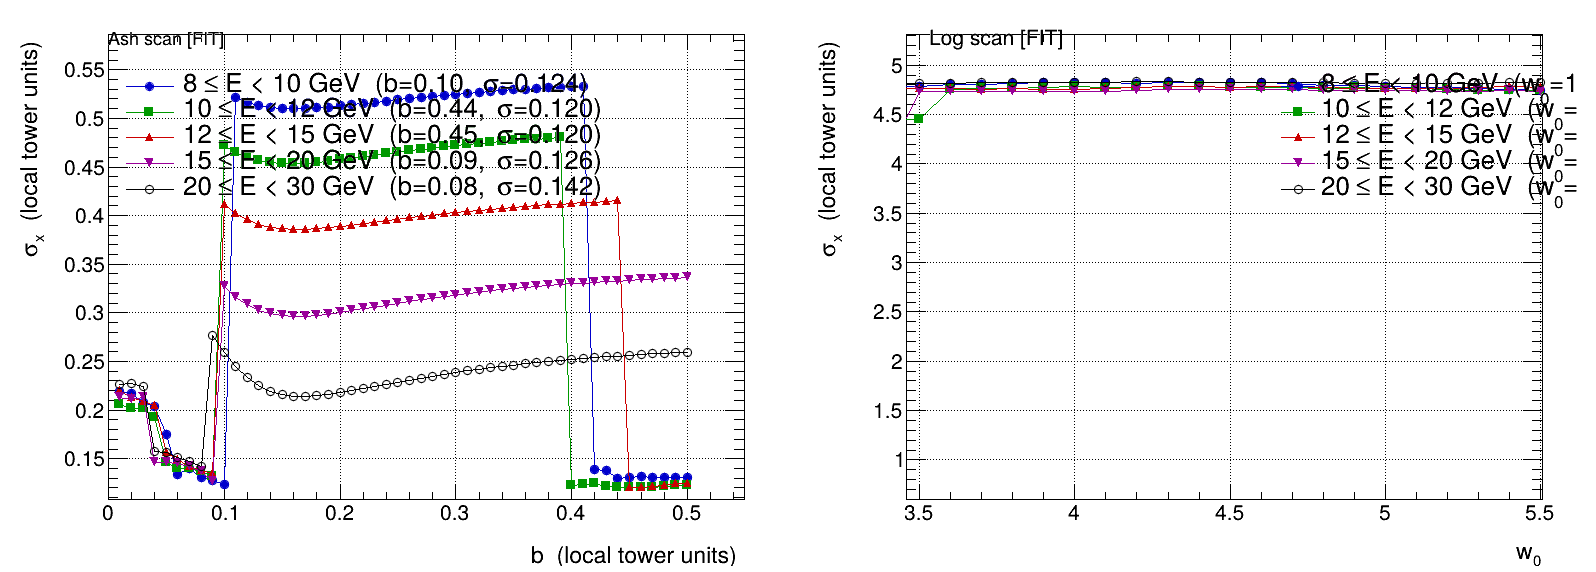 Ash scan [FIT]
σx (local tower units)
8 ≤ E < 10 GeV (b=0.10, σ=0.124)
10 ≤ E < 12 GeV (b=0.44, σ=0.120)
12 ≤ E < 15 GeV (b=0.45, σ=0.120)
15 ≤ E < 20 GeV (b=0.09, σ=0.126)
20 ≤ E < 30 GeV (b=0.08, σ=0.142)
0.55
0.5
0.45
0.4
0.35
0.3
0.25
0.2
0.15
0 0.1 0.2 0.3 0.4 0.5
b (local tower units)
Log scan [FIT]
σx (local tower units)
8 ≤ E < 10 GeV (w0=1
10 ≤ E < 12 GeV (w0=
12 ≤ E < 15 GeV (w0=
15 ≤ E < 20 GeV (w0=
20 ≤ E < 30 GeV (w0=
5
4.5
4
3.5
3
2.5
2
1.5
1
3.5 4 4.5 5 5.5
w0